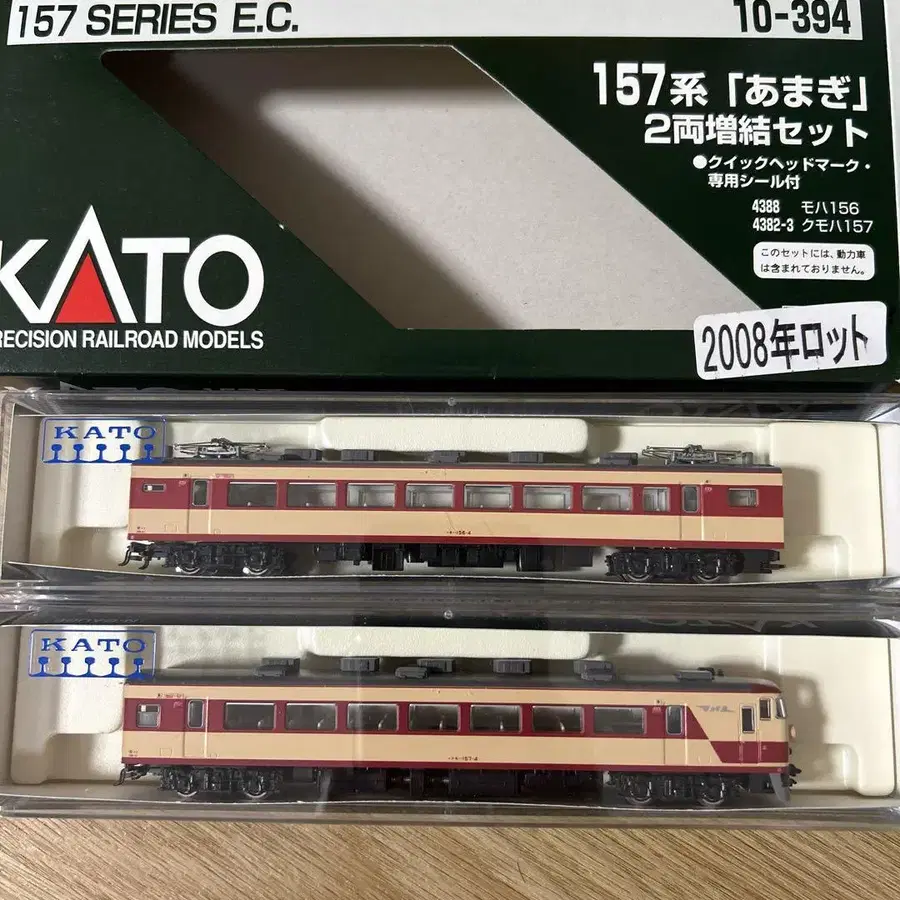 157 SERIES E.C.
10-394
157系「あまぎ」
2両増結セット
●クイックヘッドマーク・
専用シール付
4388 モハ156
4382-3 クモハ157
このセットには、動力車
は含まれておりません。
KATO
RECISION RAILROAD MODELS
2008年ロット
KATO
KATO